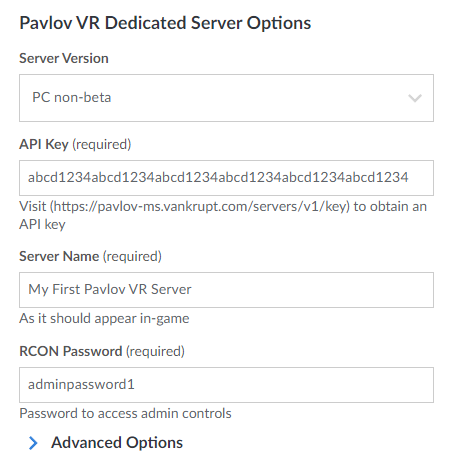 Pavlov VR Dedicated Server Options
Server Version
PC non-beta
API Key (required)
abcd1234abcd1234abcd1234abcd1234abcd1234abcd1234
Visit (https://pavlov-ms.vankrupt.com/servers/v1/key) to obtain an
API key
Server Name (required)
My First Pavlov VR Server
As it should appear in-game
RCON Password (required)
adminpassword1
Password to access admin controls
Advanced Options